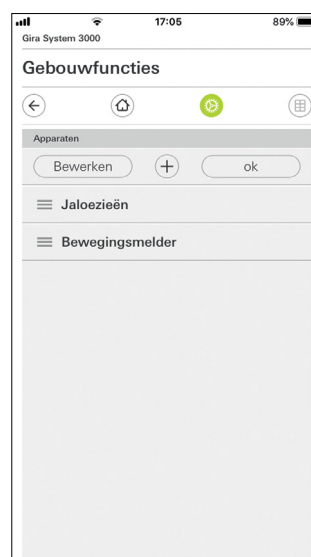 17:05
89%
Gira System 3000
Gebouwfuncties
Apparaten
Bewerken + ok
Jaloezieën
Bewegingsmelder